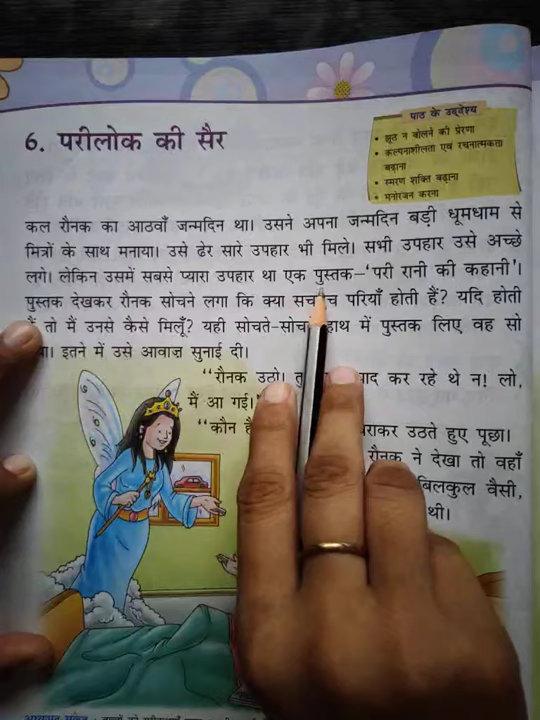 6. परीलोक की सैर
पाठ के उद्देश्य
• झूठ न बोलने की प्रेरणा
• कल्पनाशीलता एवं रचनात्मकता
बढ़ाना
• स्मरण शक्ति बढ़ाना
• मनोरंजन करना
कल रौनक का आठवाँ जन्मदिन था। उसने अपना जन्मदिन बड़ी धूमधाम से
मित्रों के साथ मनाया। उसे ढेर सारे उपहार भी मिले। सभी उपहार उसे अच्छे
लगे। लेकिन उसमें सबसे प्यारा उपहार था एक पुस्तक–‘परी रानी की कहानी’।
पुस्तक देखकर रौनक सोचने लगा कि क्या परियाँ होती हैं? यदि होती
तो मैं उनसे कैसे मिलूँ? यही सोचते- हाथ में पुस्तक लिए वह सो
इतने में उसे आवाज़ सुनाई दी।
“रौनक उठो। कर रहे थे न! लो,
मैं आ गई।
“कौन उठते हुए पूछा।
रौनक ने देखा तो वहाँ
बिलकुल वैसी,
थी।